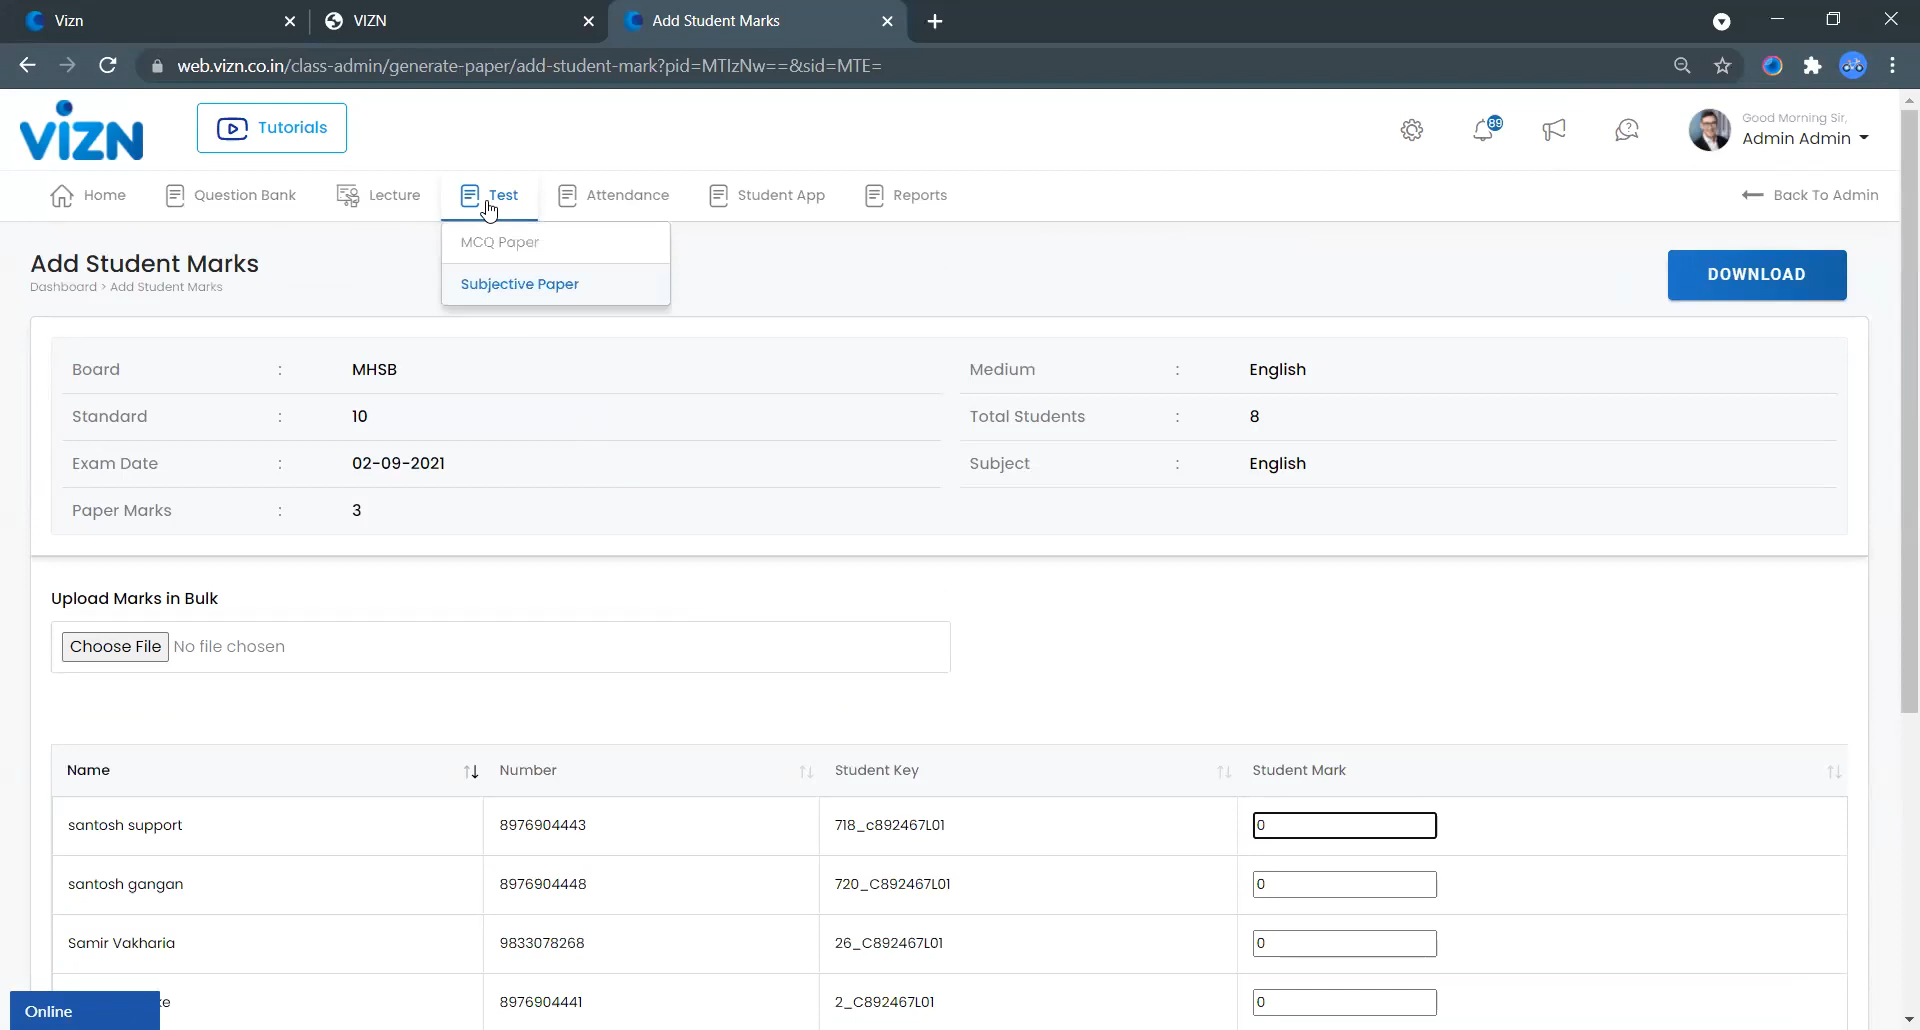 Vizn
VIZN
Add Student Marks
web.vizn.co.in/class-admin/generate-paper/add-student-mark?pid=MTIzNw==&sid=MTE=
VIZN
Tutorials
89
Good Morning Sir,
Admin Admin
Home
Question Bank
Lecture
Test
Attendance
Student App
Reports
Back To Admin
MCQ Paper
Subjective Paper
Add Student Marks
Dashboard > Add Student Marks
DOWNLOAD
Board : MHSB
Medium : English
Standard : 10
Total Students : 8
Exam Date : 02-09-2021
Subject : English
Paper Marks : 3
Upload Marks in Bulk
Choose File No file chosen
Name Number Student Key Student Mark
santosh support 8976904443 718_c892467L01 0
santosh gangan 8976904448 720_C892467L01 0
Samir Vakharia 9833078268 26_C892467L01 0
ke 8976904441 2_C892467L01 0
Online